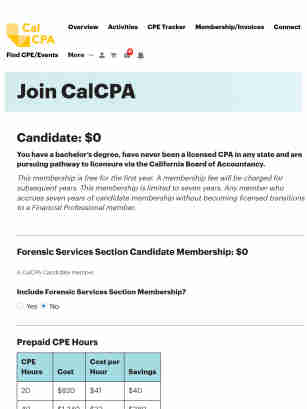 Cal
CPA
Overview Activities CPE Tracker Membership/Invoices Connect
Find CPE/Events More
Join CalCPA
Candidate: $0
You have a bachelor's degree, have never been a licensed CPA in any state and are
pursuing pathway to licensure via the California Board of Accountancy.
This membership is free for the first year. A membership fee will be charged for
subsequent years. This membership is limited to seven years. Any member who
accrues seven years of candidate membership without becoming licensed transitions
to a Financial Professional member.
Forensic Services Section Candidate Membership: $0
A CalCPA Candidate member.
Include Forensic Services Section Membership?
Yes No
Prepaid CPE Hours
CPE Hours Cost Cost per Hour Savings
20 $820 $41 $40